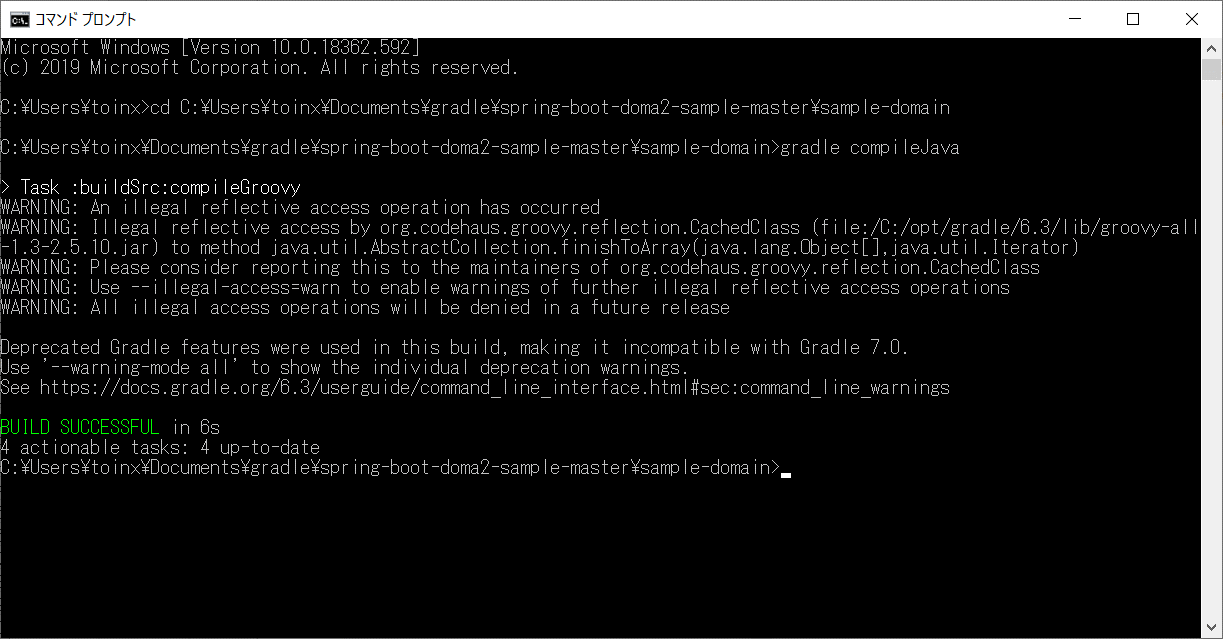 コマンド プロンプト
Microsoft Windows [Version 10.0.18362.592]
(c) 2019 Microsoft Corporation. All rights reserved.
C:¥Users¥toinx>cd C:¥Users¥toinx¥Documents¥gradle¥spring-boot-doma2-sample-master¥sample-domain
C:¥Users¥toinx¥Documents¥gradle¥spring-boot-doma2-sample-master¥sample-domain>gradle compileJava
> Task :buildSrc:compileGroovy
WARNING: An illegal reflective access operation has occurred
WARNING: Illegal reflective access by org.codehaus.groovy.reflection.CachedClass (file:/C:/opt/gradle/6.3/lib/groovy-all
-1.3-2.5.10.jar) to method java.util.AbstractCollection.finishToArray(java.lang.Object[],java.util.Iterator)
WARNING: Please consider reporting this to the maintainers of org.codehaus.groovy.reflection.CachedClass
WARNING: Use --illegal-access=warn to enable warnings of further illegal reflective access operations
WARNING: All illegal access operations will be denied in a future release
Deprecated Gradle features were used in this build, making it incompatible with Gradle 7.0.
Use '--warning-mode all' to show the individual deprecation warnings.
See https://docs.gradle.org/6.3/userguide/command_line_interface.html#sec:command_line_warnings
BUILD SUCCESSFUL in 6s
4 actionable tasks: 4 up-to-date
C:¥Users¥toinx¥Documents¥gradle¥spring-boot-doma2-sample-master¥sample-domain>